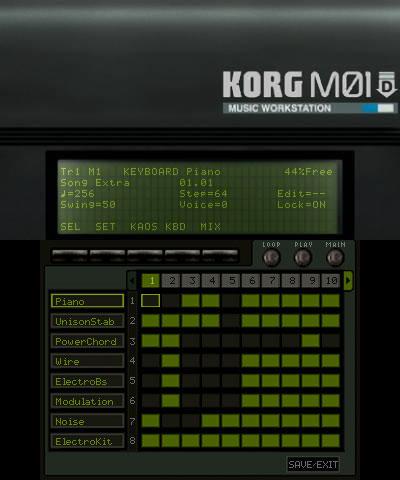 KORG M01 D
MUSIC WORKSTATION
Tr1 M1 KEYBOARD Piano 44%Free
Song Extra 01.01
♩=256 Step=64 Edit=--
Swing=50 Voice=0 Lock=ON
SEL SET KAOS KBD MIX
LOOP PLAY MAIN
1 2 3 4 5 6 7 8 9 10
Piano 1
UnisonStab 2
PowerChord 3
Wire 4
ElectroBs 5
Modulation 6
Noise 7
ElectroKit 8
SAVE/EXIT